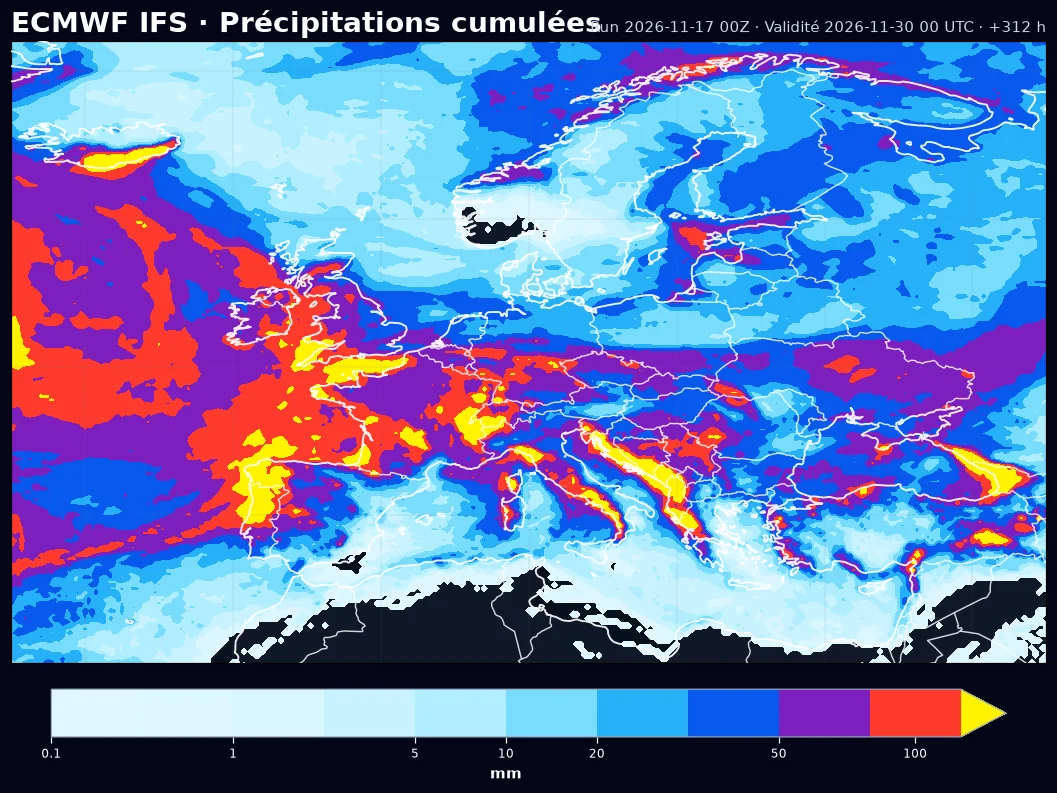 ECMWF IFS · Précipitations cumulées
Run 2026-11-17 00Z · Validité 2026-11-30 00 UTC · +312 h
0.1 1 5 10 20 50 100
mm